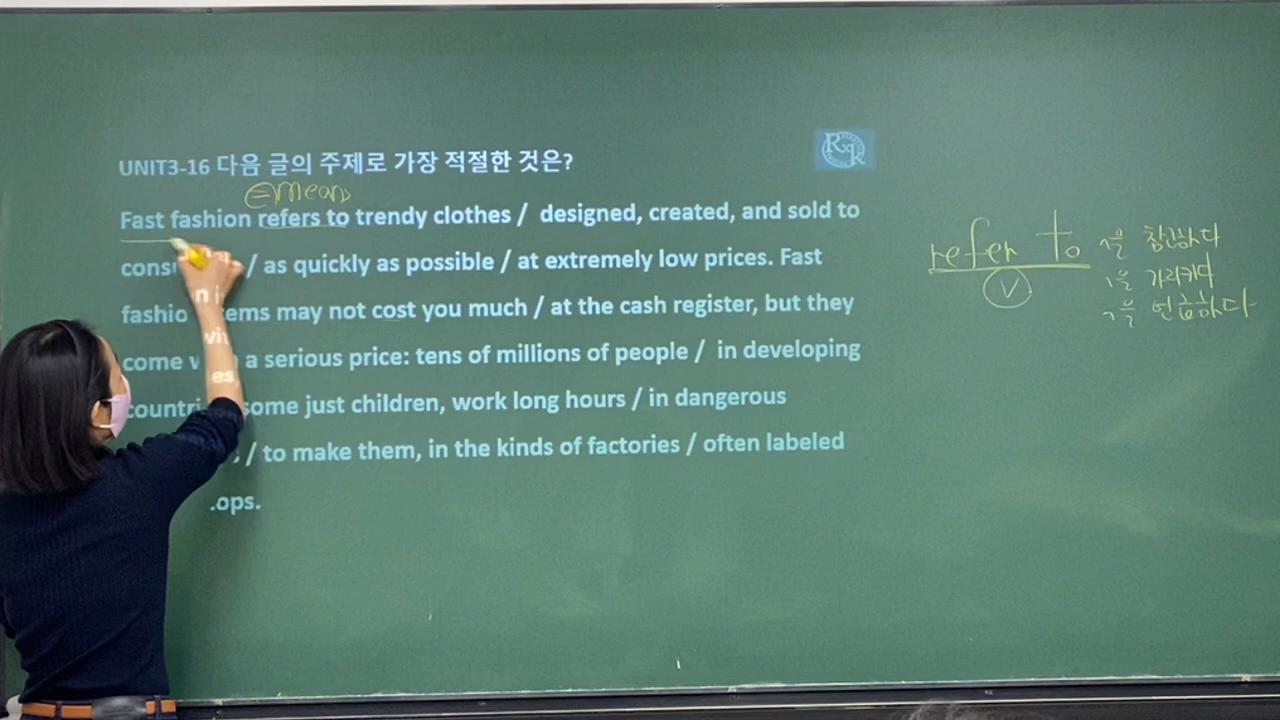 UNIT3-16 다음 글의 주제로 가장 적절한 것은?
=means
Fast fashion refers to trendy clothes / designed, created, and sold to
/ as quickly as possible / at extremely low prices. Fast
may not cost you much / at the cash register, but they
come a serious price: tens of millions of people / in developing
some just children, work long hours / in dangerous
/ to make them, in the kinds of factories / often labeled
refer to
V
~을 참고하다
~을 가리키다
~을 언급하다